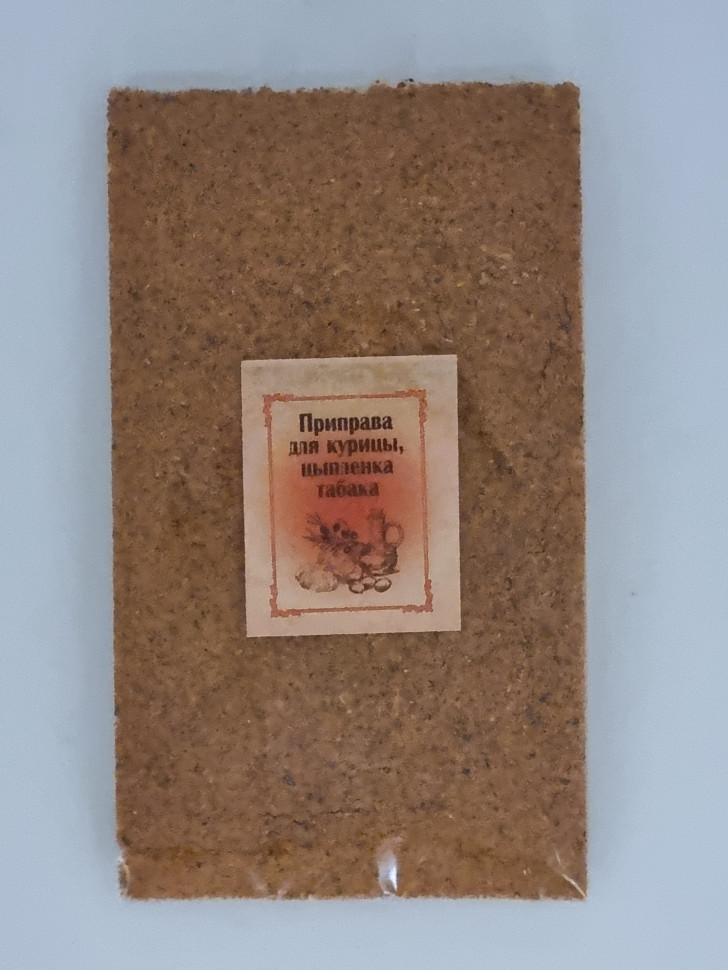 Приправа
для курицы,
цыпленка
табака